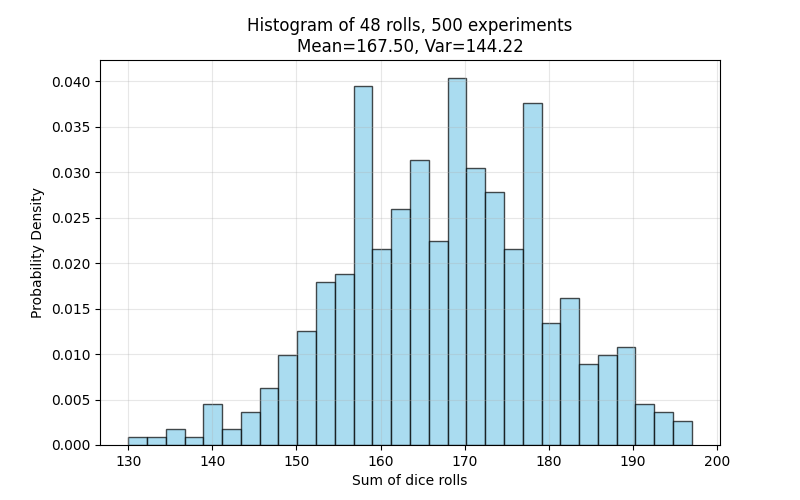 Histogram of 48 rolls, 500 experiments
Mean=167.50, Var=144.22
0.040
0.035
0.030
0.025
0.020
0.015
0.010
0.005
0.000
Probability Density
130 140 150 160 170 180 190 200
Sum of dice rolls